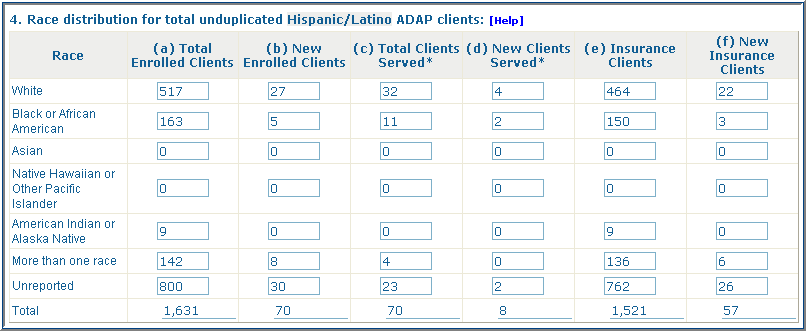 4. Race distribution for total unduplicated Hispanic/Latino ADAP clients: [Help]
Race (a) Total Enrolled Clients (b) New Enrolled Clients (c) Total Clients Served* (d) New Clients Served* (e) Insurance Clients (f) New Insurance Clients
White 517 27 32 4 464 22
Black or African American 163 5 11 2 150 3
Asian 0 0 0 0 0 0
Native Hawaiian or Other Pacific Islander 0 0 0 0 0 0
American Indian or Alaska Native 9 0 0 0 9 0
More than one race 142 8 4 0 136 6
Unreported 800 30 23 2 762 26
Total 1,631 70 70 8 1,521 57